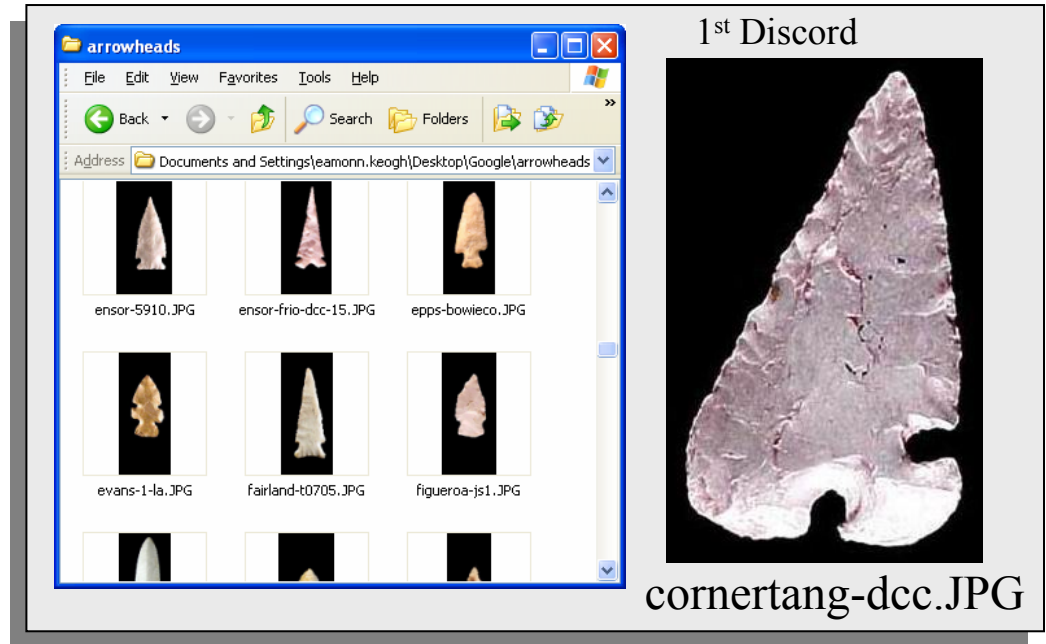 arrowheads
File Edit View Favorites Tools Help
Back Search Folders »
Address Documents and Settings\eamonn.keogh\Desktop\Google\arrowheads
ensor-5910.JPG ensor-frio-dcc-15.JPG epps-bowieco.JPG
evans-1-la.JPG fairland-t0705.JPG figueroa-js1.JPG
1st Discord
cornertang-dcc.JPG